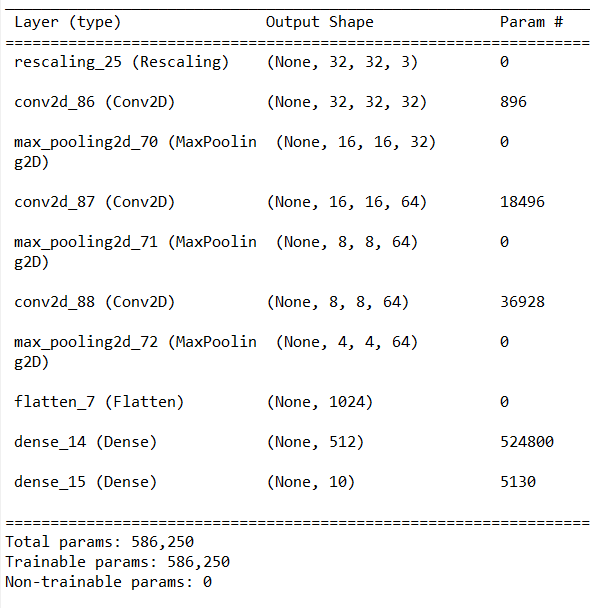 Layer (type) Output Shape Param #
=================================================================
rescaling_25 (Rescaling) (None, 32, 32, 3) 0
conv2d_86 (Conv2D) (None, 32, 32, 32) 896
max_pooling2d_70 (MaxPoolin (None, 16, 16, 32) 0
g2D)
conv2d_87 (Conv2D) (None, 16, 16, 64) 18496
max_pooling2d_71 (MaxPoolin (None, 8, 8, 64) 0
g2D)
conv2d_88 (Conv2D) (None, 8, 8, 64) 36928
max_pooling2d_72 (MaxPoolin (None, 4, 4, 64) 0
g2D)
flatten_7 (Flatten) (None, 1024) 0
dense_14 (Dense) (None, 512) 524800
dense_15 (Dense) (None, 10) 5130
=================================================================
Total params: 586,250
Trainable params: 586,250
Non-trainable params: 0